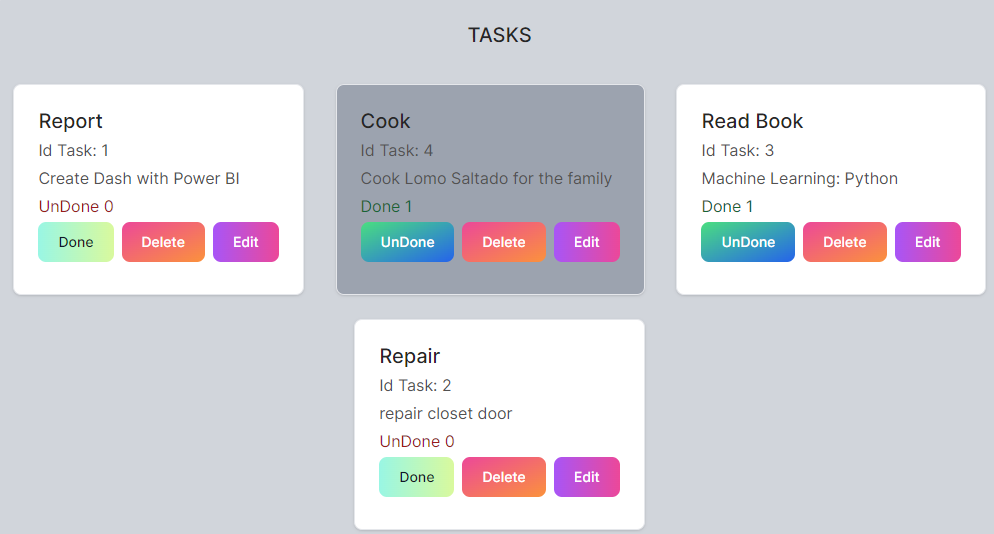 TASKS
Report
Id Task: 1
Create Dash with Power BI
UnDone 0
Done Delete Edit
Cook
Id Task: 4
Cook Lomo Saltado for the family
Done 1
UnDone Delete Edit
Read Book
Id Task: 3
Machine Learning: Python
Done 1
UnDone Delete Edit
Repair
Id Task: 2
repair closet door
UnDone 0
Done Delete Edit